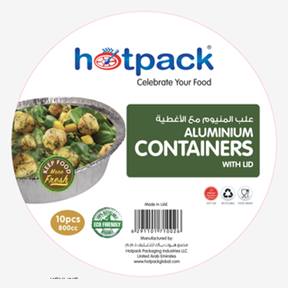 hotpack®
Celebrate Your Food
علب المنيوم مع الأغطية
ALUMINIUM
CONTAINERS
WITH LID
KEEP FOOD
More
Fresh
10pcs
800cc
ECO FRIENDLY
Made in UAE
Manufactured by:
Hotpack Packaging Industries LLC
United Arab Emirates
www.hotpackglobal.com